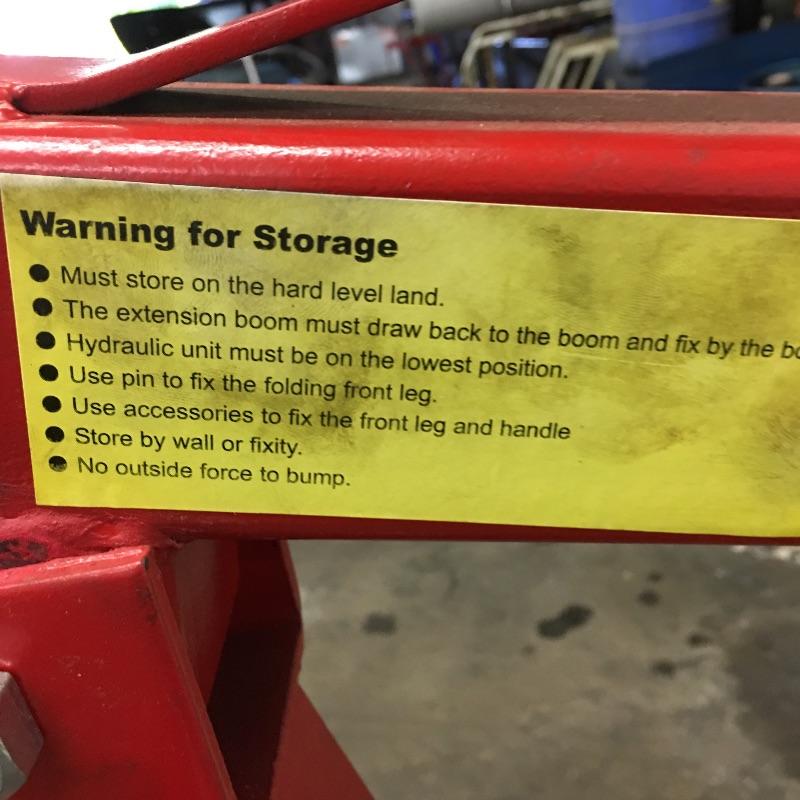 Warning for Storage
● Must store on the hard level land.
● The extension boom must draw back to the boom and fix by the
● Hydraulic unit must be on the lowest position.
● Use pin to fix the folding front leg.
● Use accessories to fix the front leg and handle
● Store by wall or fixity.
● No outside force to bump.